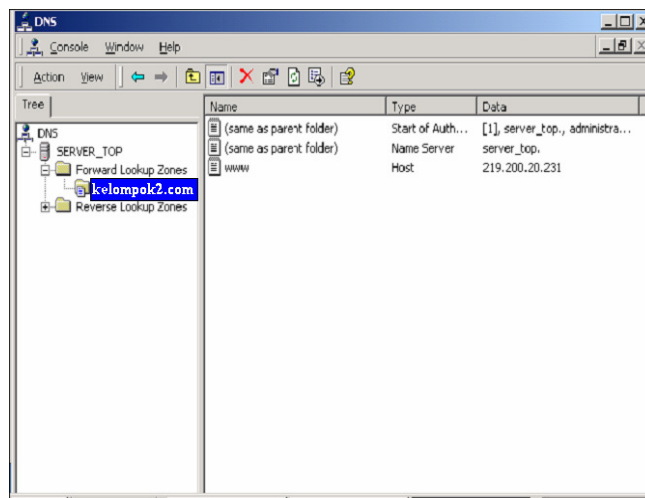 DNS
Console Window Help
Action View
Tree
Name Type Data
DNS
SERVER_TOP
Forward Lookup Zones
kelompok2.com
Reverse Lookup Zones
(same as parent folder) Start of Auth... [1], server_top., administra...
(same as parent folder) Name Server server_top.
www Host 219.200.20.231